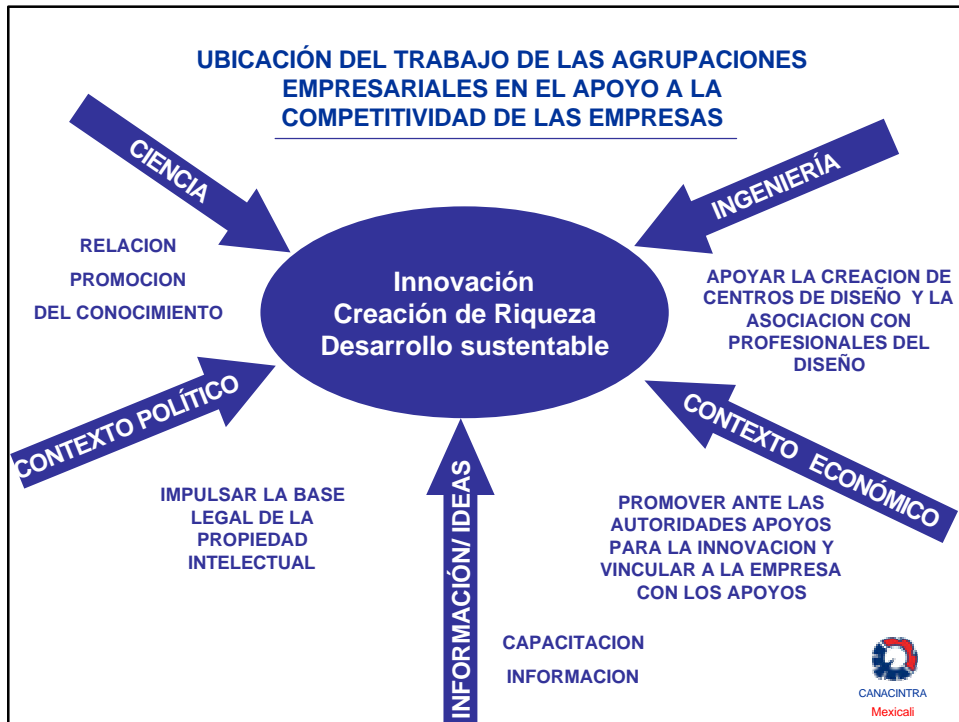 UBICACIÓN DEL TRABAJO DE LAS AGRUPACIONES
EMPRESARIALES EN EL APOYO A LA
COMPETITIVIDAD DE LAS EMPRESAS
CIENCIA
INGENIERÍA
RELACION
PROMOCION
DEL CONOCIMIENTO
Innovación
Creación de Riqueza
Desarrollo sustentable
APOYAR LA CREACION DE
CENTROS DE DISEÑO Y LA
ASOCIACION CON
PROFESIONALES DEL
DISEÑO
CONTEXTO POLÍTICO
CONTEXTO ECONÓMICO
IMPULSAR LA BASE
LEGAL DE LA
PROPIEDAD
INTELECTUAL
INFORMACIÓN/ IDEAS
PROMOVER ANTE LAS
AUTORIDADES APOYOS
PARA LA INNOVACION Y
VINCULAR A LA EMPRESA
CON LOS APOYOS
CAPACITACION
INFORMACION
CANACINTRA
Mexicali